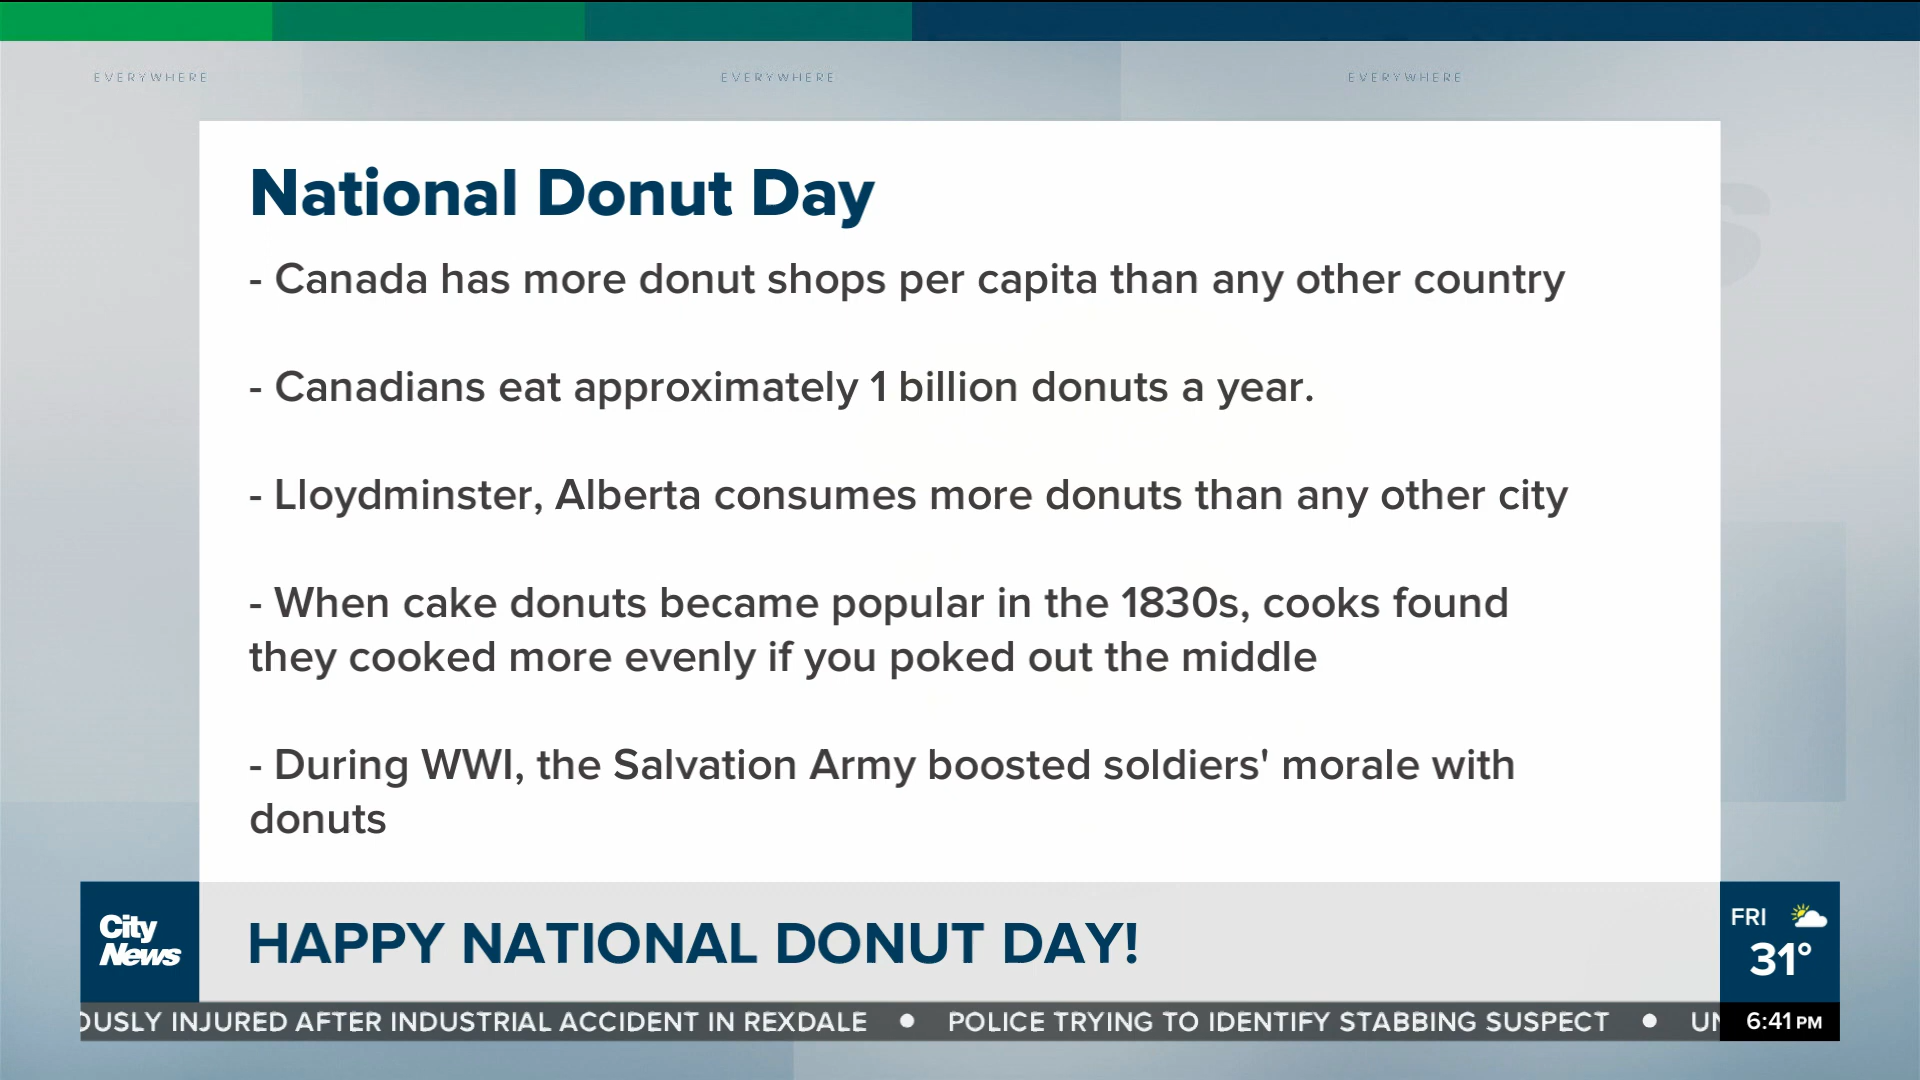 EVERYWHERE EVERYWHERE EVERYWHERE
National Donut Day
- Canada has more donut shops per capita than any other country
- Canadians eat approximately 1 billion donuts a year.
- Lloydminster, Alberta consumes more donuts than any other city
- When cake donuts became popular in the 1830s, cooks found
they cooked more evenly if you poked out the middle
- During WWI, the Salvation Army boosted soldiers' morale with
donuts
City
News
HAPPY NATIONAL DONUT DAY!
FRI
31°
INJURED AFTER INDUSTRIAL ACCIDENT IN REXDALE • POLICE TRYING TO IDENTIFY STABBING SUSPECT •
6:41 PM